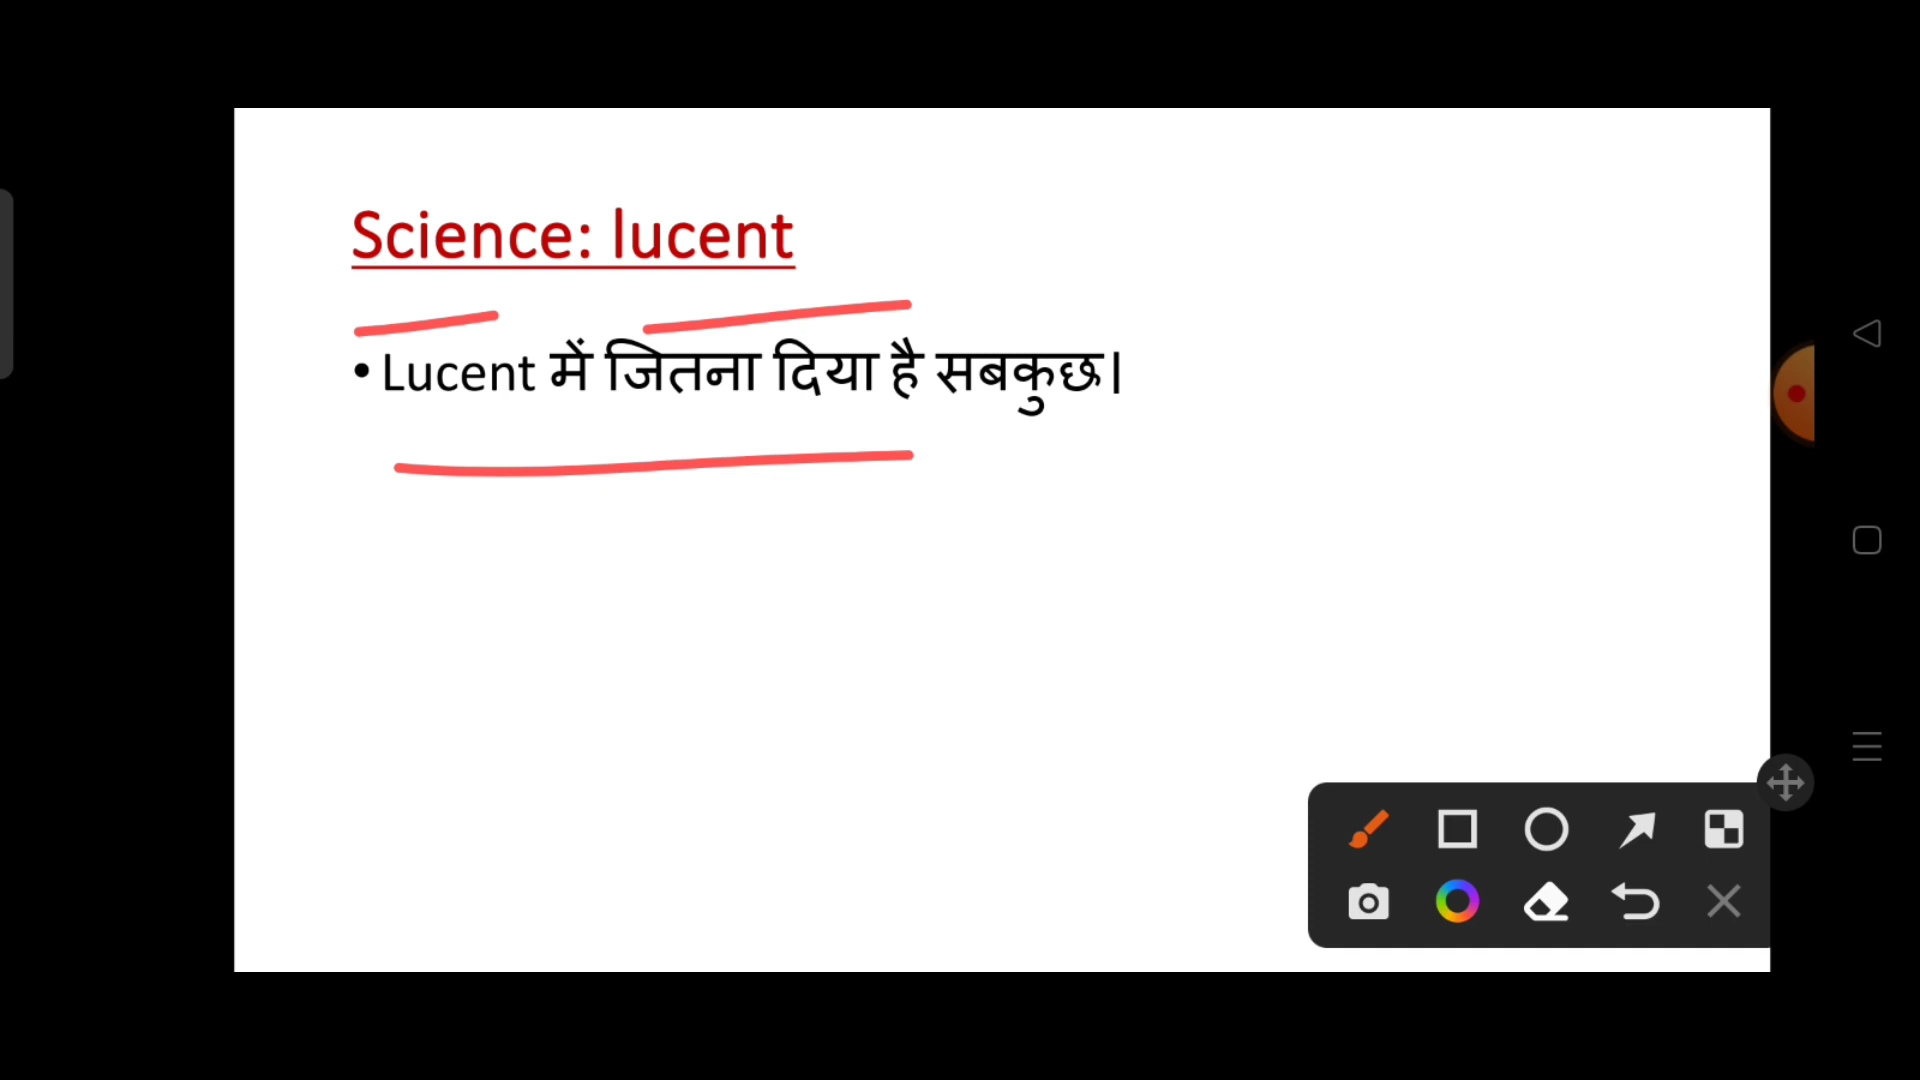 Science: lucent
• Lucent में जितना दिया है सबकुछ।